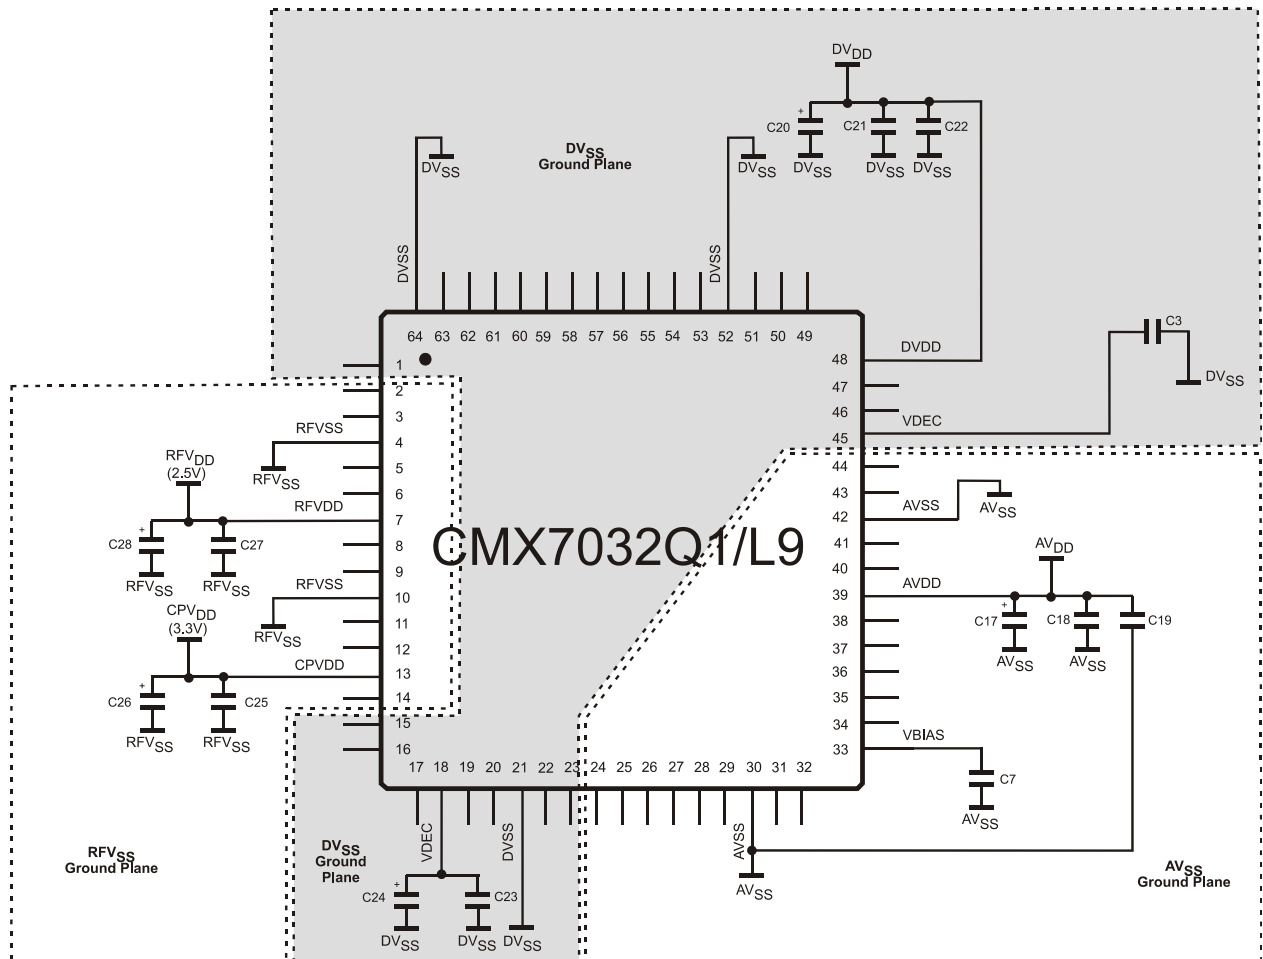 DVDD
C20
C21
C22
DVSS
DVSS
DVSS
DVSS
DVSS
DVSS
Ground Plane
DVSS
DVSS
C3
DVSS
64 63 62 61 60 59 58 57 56 55 54 53 52 51 50 49
1
2
3
4
5
6
7
8
9
10
11
12
13
14
15
16
48
47
46
45
44
43
42
41
40
39
38
37
36
35
34
33
DVDD
VDEC
RFVSS
RFVSS
RFVDD
(2.5V)
RFVDD
C28
C27
RFVSS
RFVSS
RFVSS
RFVSS
CPVDD
(3.3V)
CPVDD
C26
C25
RFVSS
RFVSS
CMX7032Q1/L9
AVSS
AVSS
AVDD
AVDD
C17
C18
C19
AVSS
AVSS
VBIAS
C7
AVSS
17 18 19 20 21 22 23 24 25 26 27 28 29 30 31 32
VDEC
DVSS
AVSS
AVSS
RFVSS
Ground Plane
DVSS
Ground
Plane
C24
C23
DVSS
DVSS
DVSS
AVSS
Ground Plane